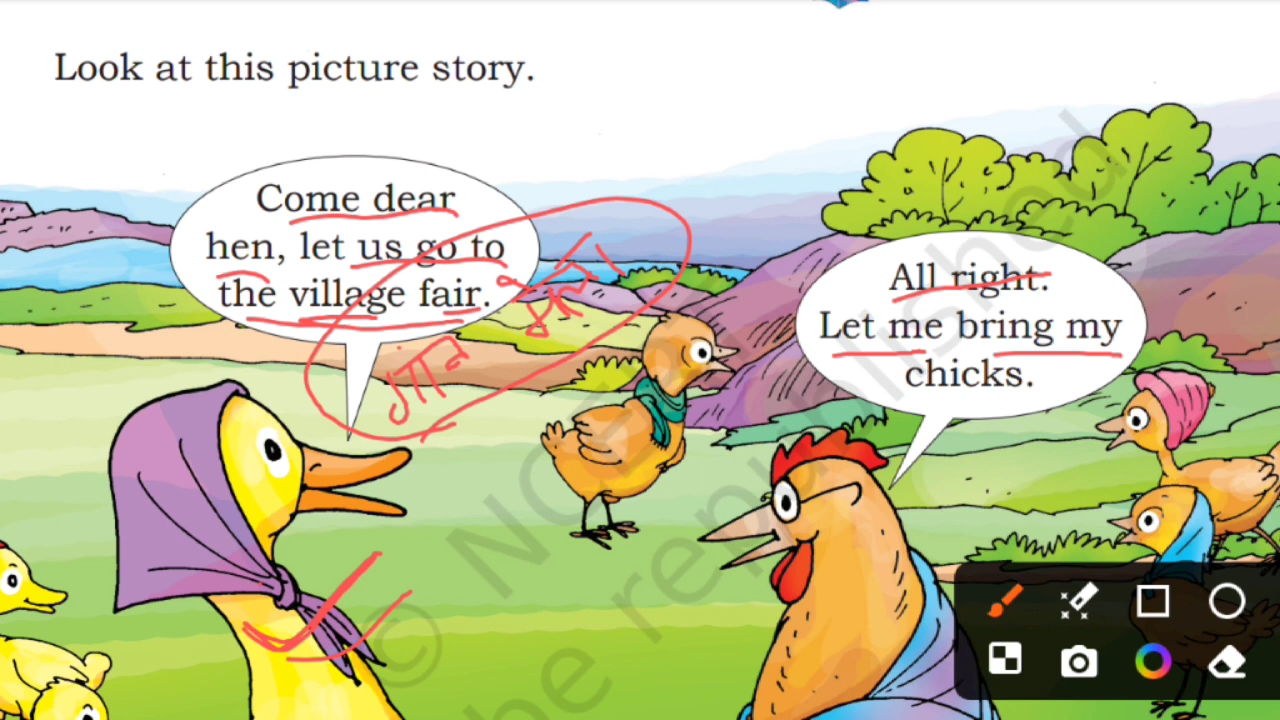 Look at this picture story.
Come dear
hen, let us go to
the village fair.
All right.
Let me bring my
chicks.